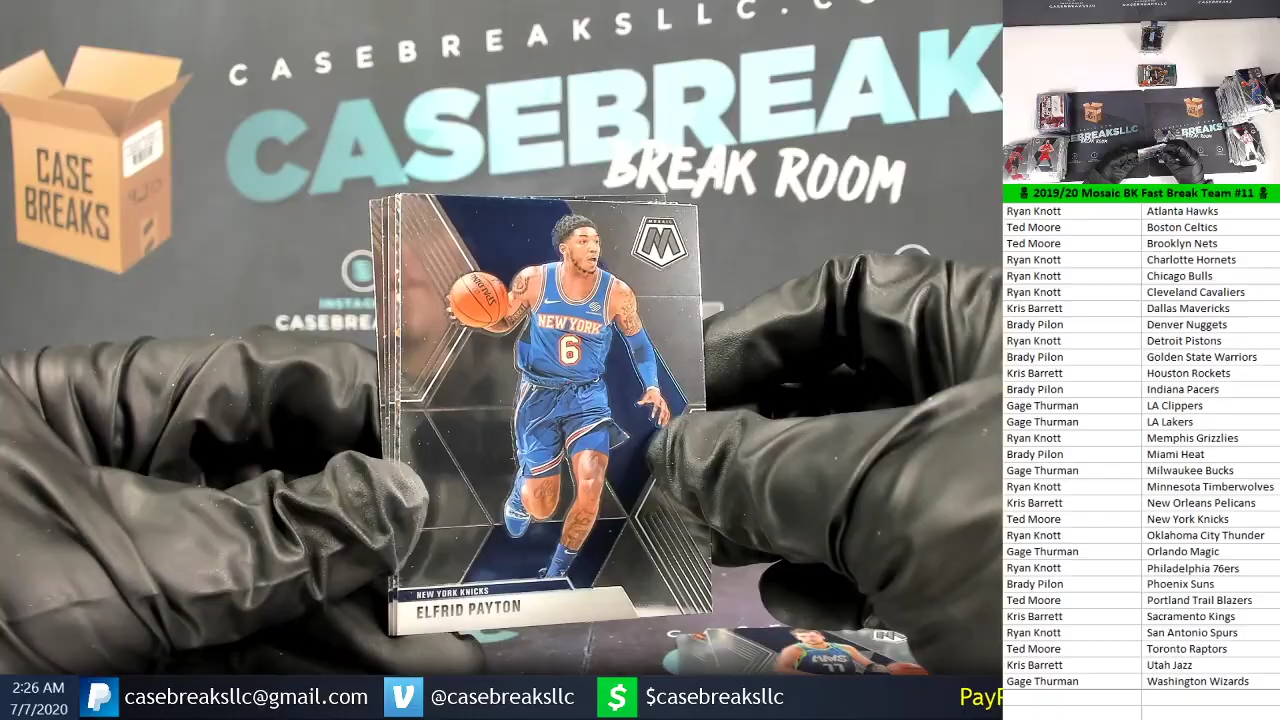 CASEBREAKSLLC.CO
CASEBREAK
BREAK ROOM
CASE
BREAKS
INSTAG
CASEBREA
MOSAIC
M
SPALDING
NEW YORK
6
NEW YORK KNICKS
ELFRID PAYTON
2:26 AM
7/7/2020
casebreaksllc@gmail.com
@casebreaksllc
$ $casebreaksllc
PayP
2019/20 Mosaic BK Fast Break Team #11
Ryan Knott Atlanta Hawks
Ted Moore Boston Celtics
Ted Moore Brooklyn Nets
Ryan Knott Charlotte Hornets
Ryan Knott Chicago Bulls
Ryan Knott Cleveland Cavaliers
Kris Barrett Dallas Mavericks
Brady Pilon Denver Nuggets
Ryan Knott Detroit Pistons
Brady Pilon Golden State Warriors
Kris Barrett Houston Rockets
Brady Pilon Indiana Pacers
Gage Thurman LA Clippers
Gage Thurman LA Lakers
Ryan Knott Memphis Grizzlies
Brady Pilon Miami Heat
Gage Thurman Milwaukee Bucks
Ryan Knott Minnesota Timberwolves
Kris Barrett New Orleans Pelicans
Ted Moore New York Knicks
Ryan Knott Oklahoma City Thunder
Gage Thurman Orlando Magic
Ryan Knott Philadelphia 76ers
Brady Pilon Phoenix Suns
Ted Moore Portland Trail Blazers
Kris Barrett Sacramento Kings
Ryan Knott San Antonio Spurs
Ted Moore Toronto Raptors
Kris Barrett Utah Jazz
Gage Thurman Washington Wizards